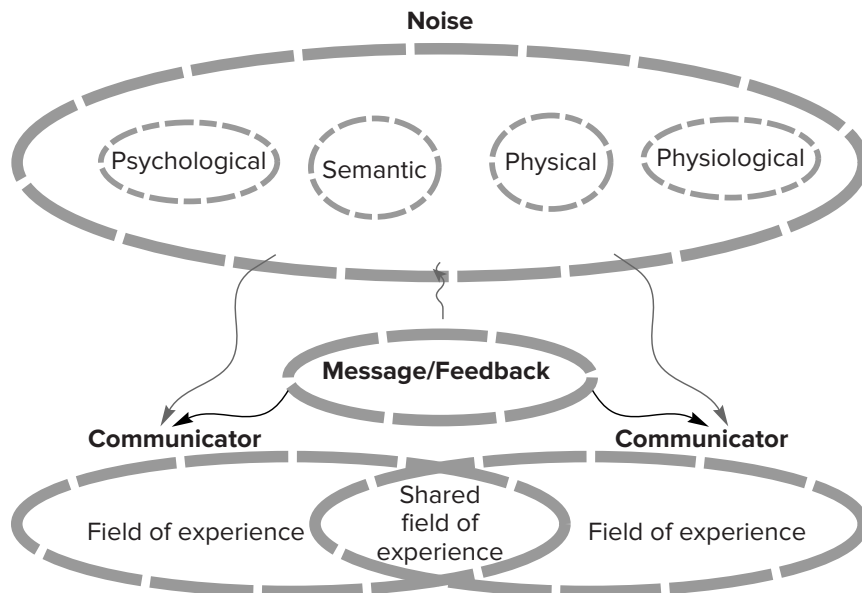 Noise
Psychological
Semantic
Physical
Physiological
Message/Feedback
Communicator
Communicator
Field of experience
Shared
field of
experience
Field of experience